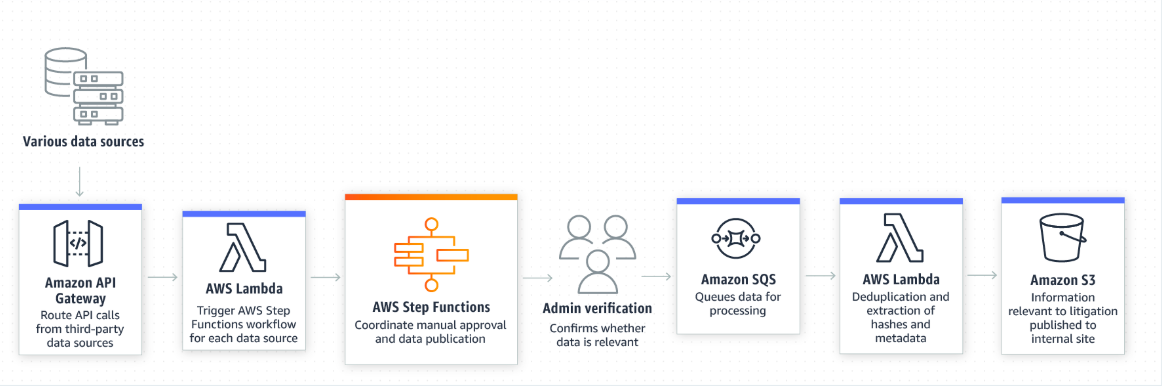 Various data sources
Amazon API
Gateway
Route API calls
from third-party
data sources
AWS Lambda
Trigger AWS Step
Functions workflow
for each data source
AWS Step Functions
Coordinate manual approval
and data publication
Admin verification
Confirms whether
data is relevant
Amazon SQS
Queues data for
processing
AWS Lambda
Deduplication and
extraction of
hashes and
metadata
Amazon S3
Information
relevant to litigation
published to
internal site